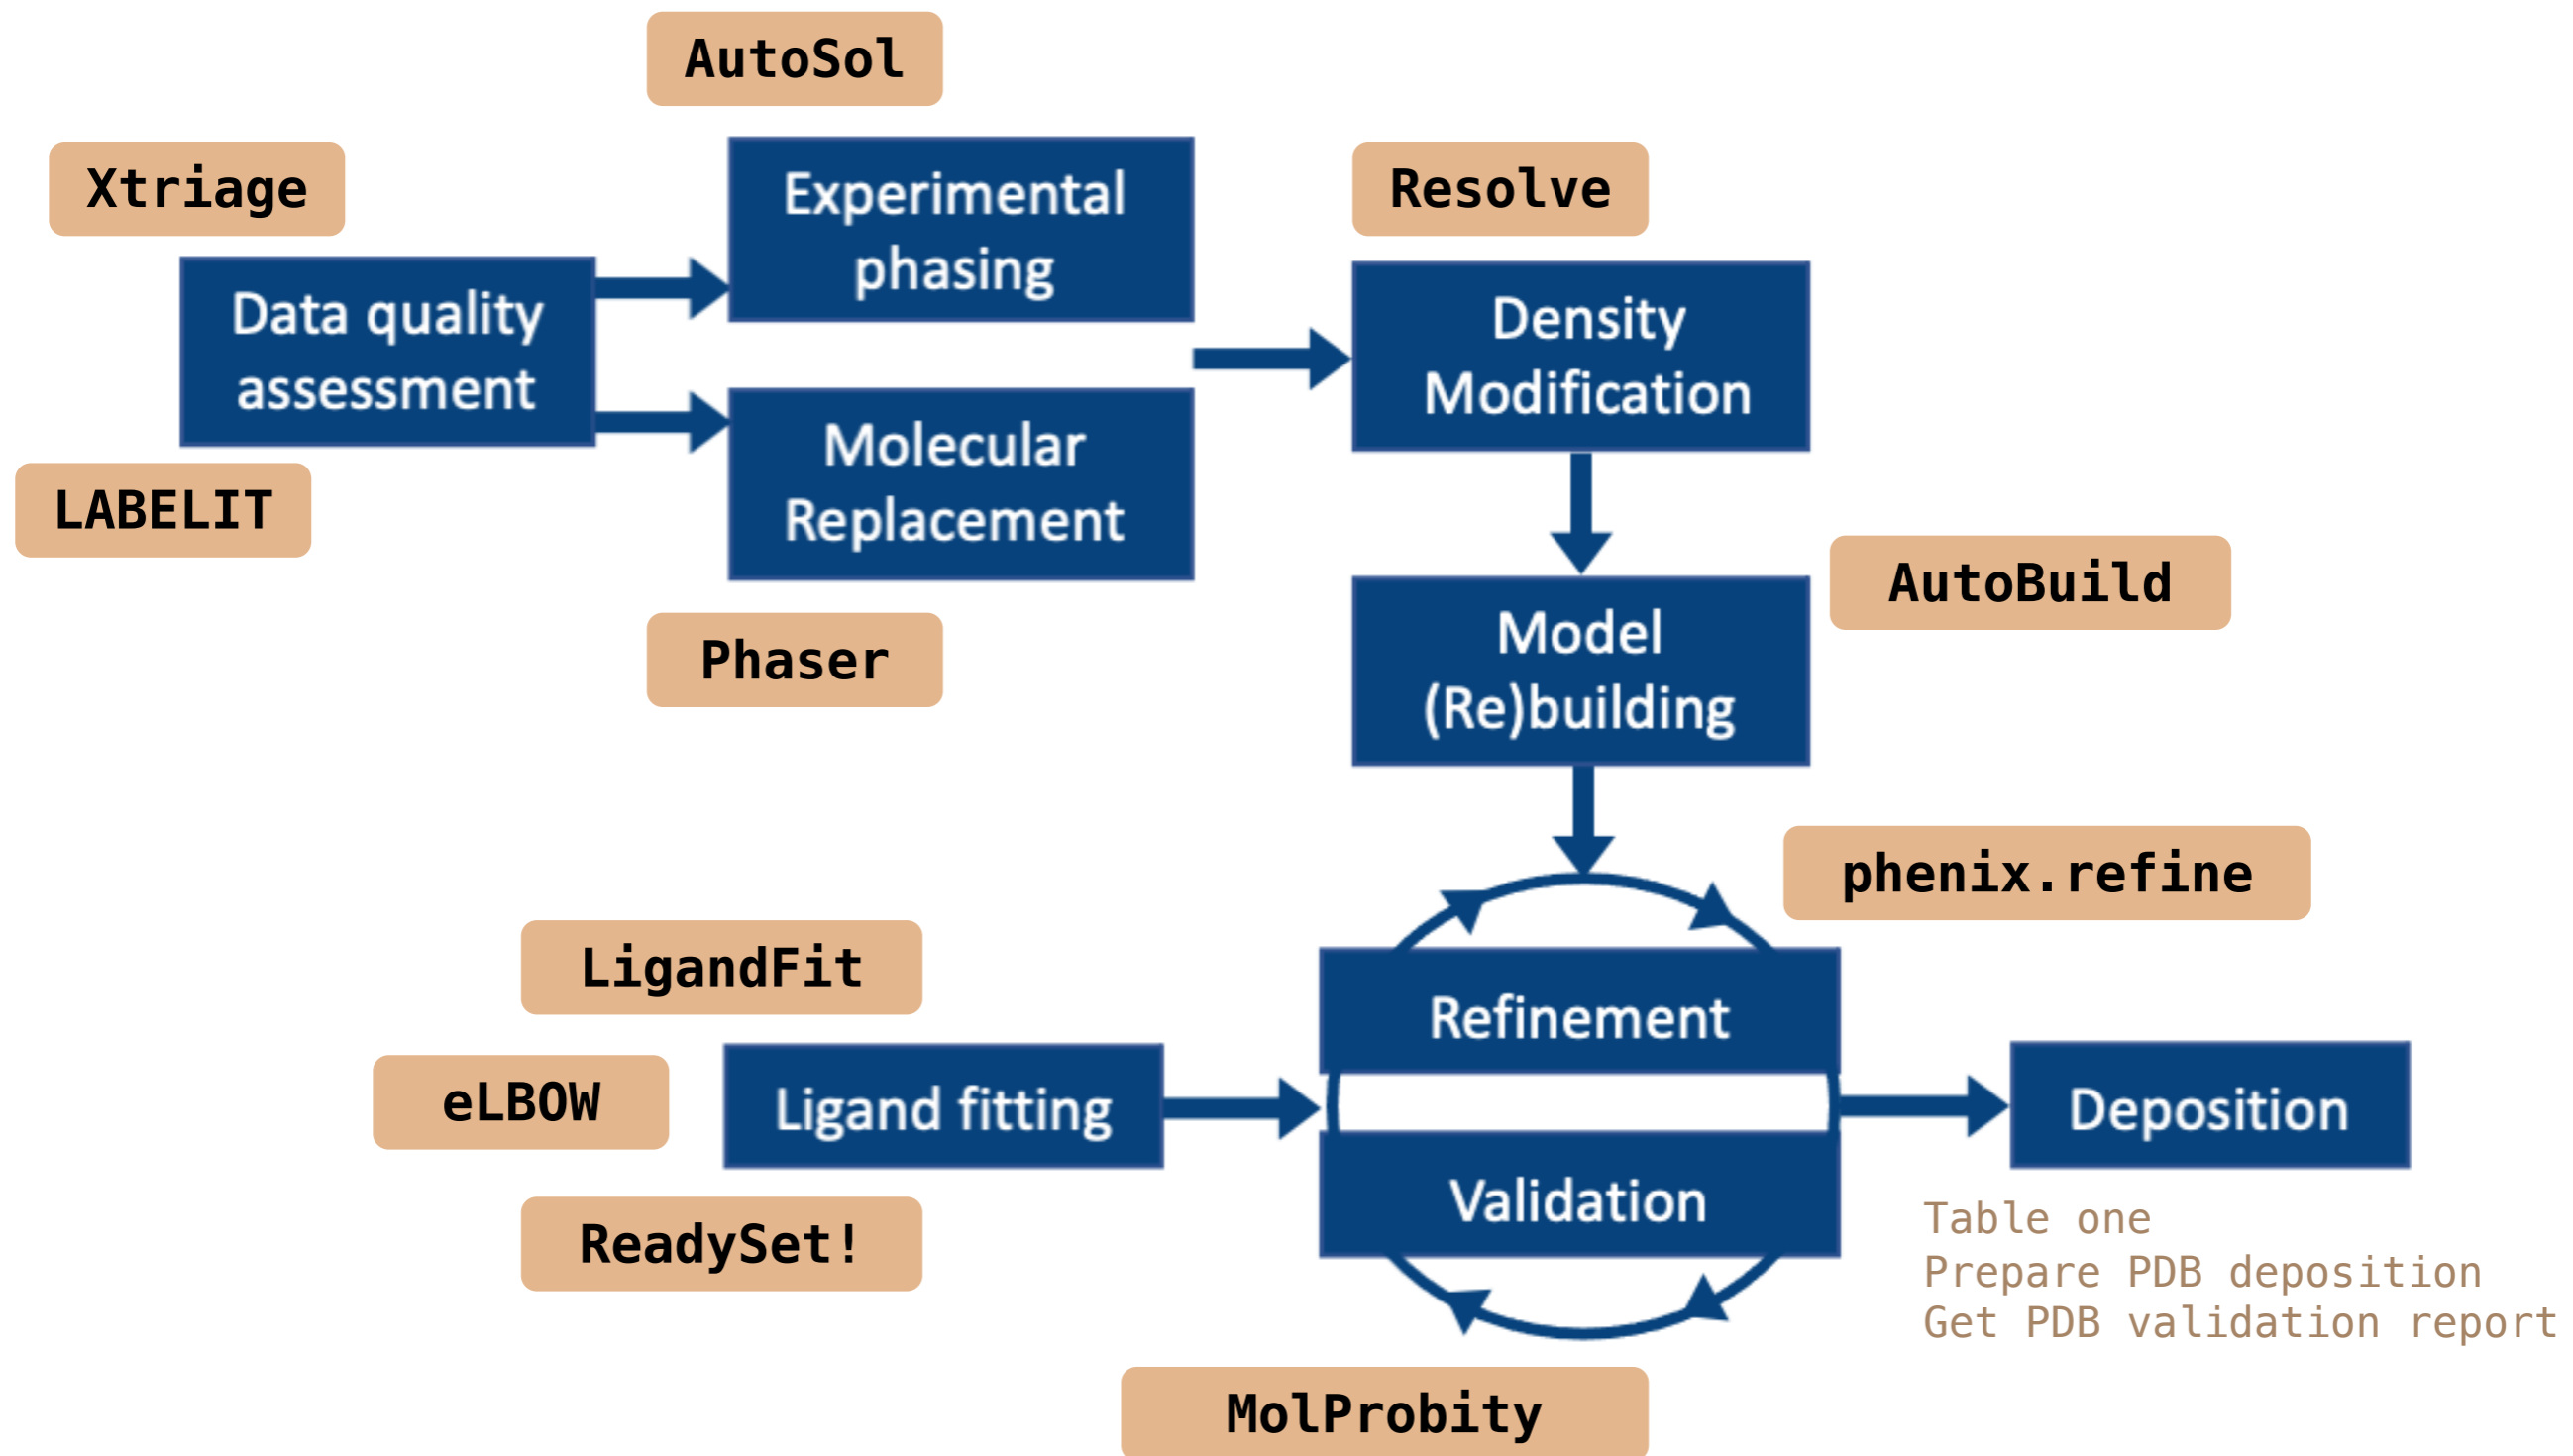 AutoSol
Xtriage
Experimental
phasing
Resolve
Data quality
assessment
Density
Modification
Molecular
Replacement
LABELIT
Phaser
AutoBuild
Model
(Re)building
phenix.refine
LigandFit
Refinement
eLBOW
Ligand fitting
Deposition
Validation
ReadySet!
Table one
Prepare PDB deposition
Get PDB validation report
MolProbity